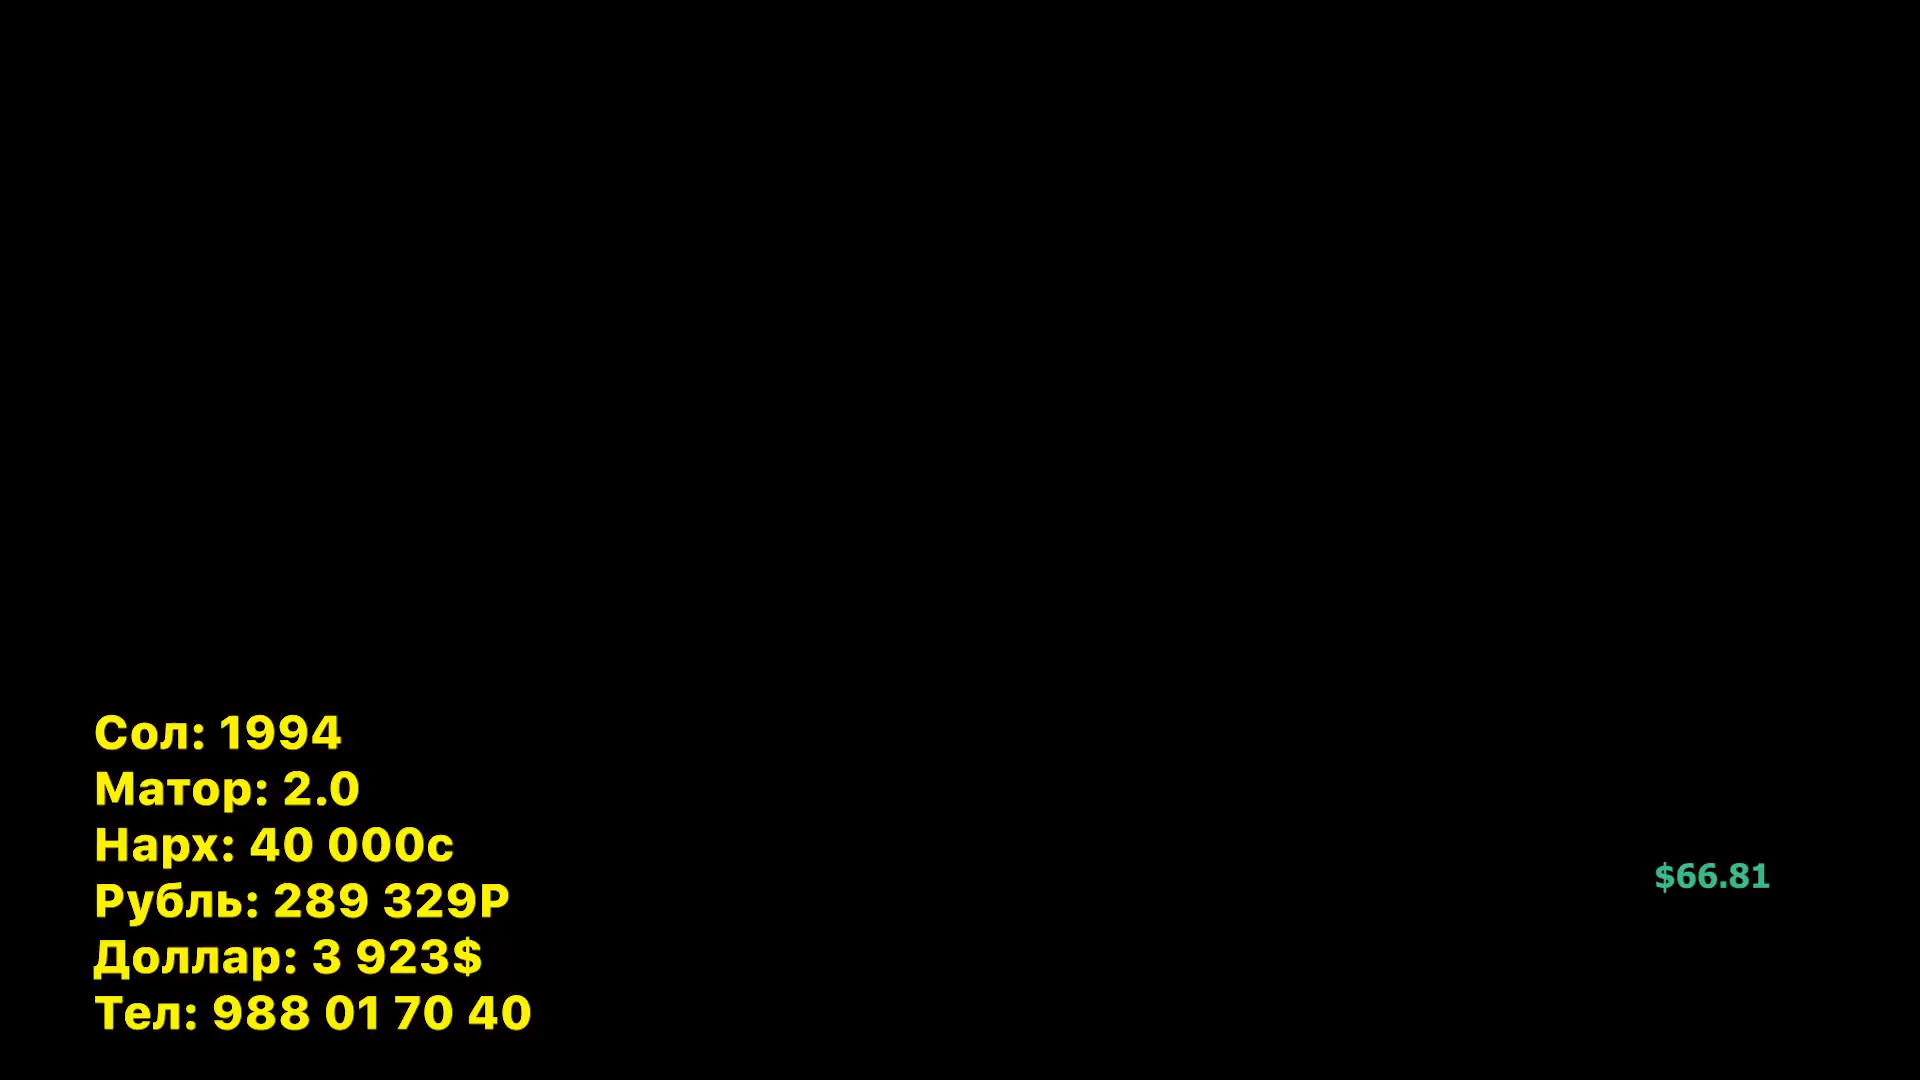 Сол: 1994
Матор: 2.0
Нарх: 40 000с
Рубль: 289 329Р
Доллар: 3 923$
Тел: 988 01 70 40
$66.81